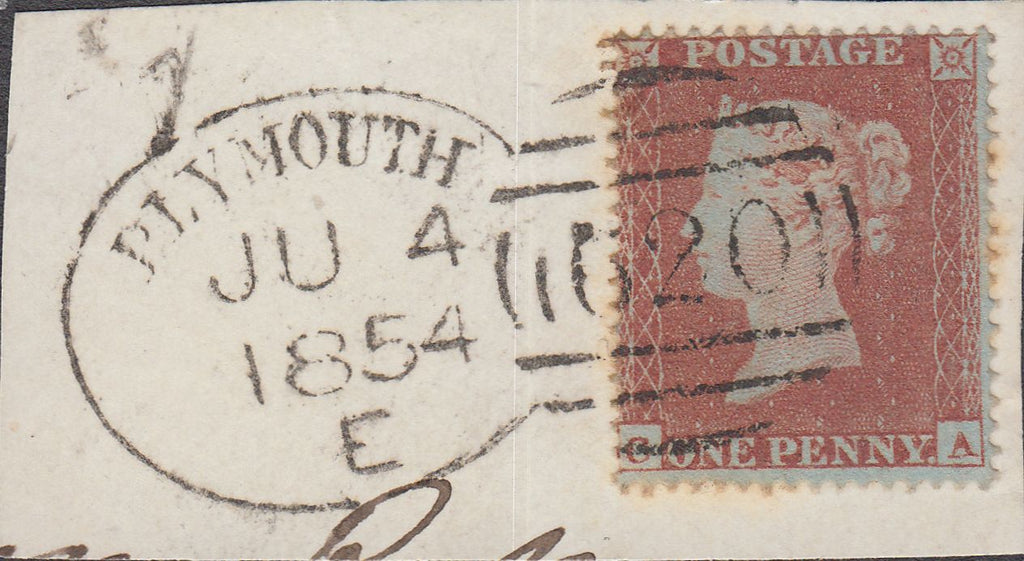 PLYMOUTH
JU 4
1854
E
620
POSTAGE
ONE PENNY.
A